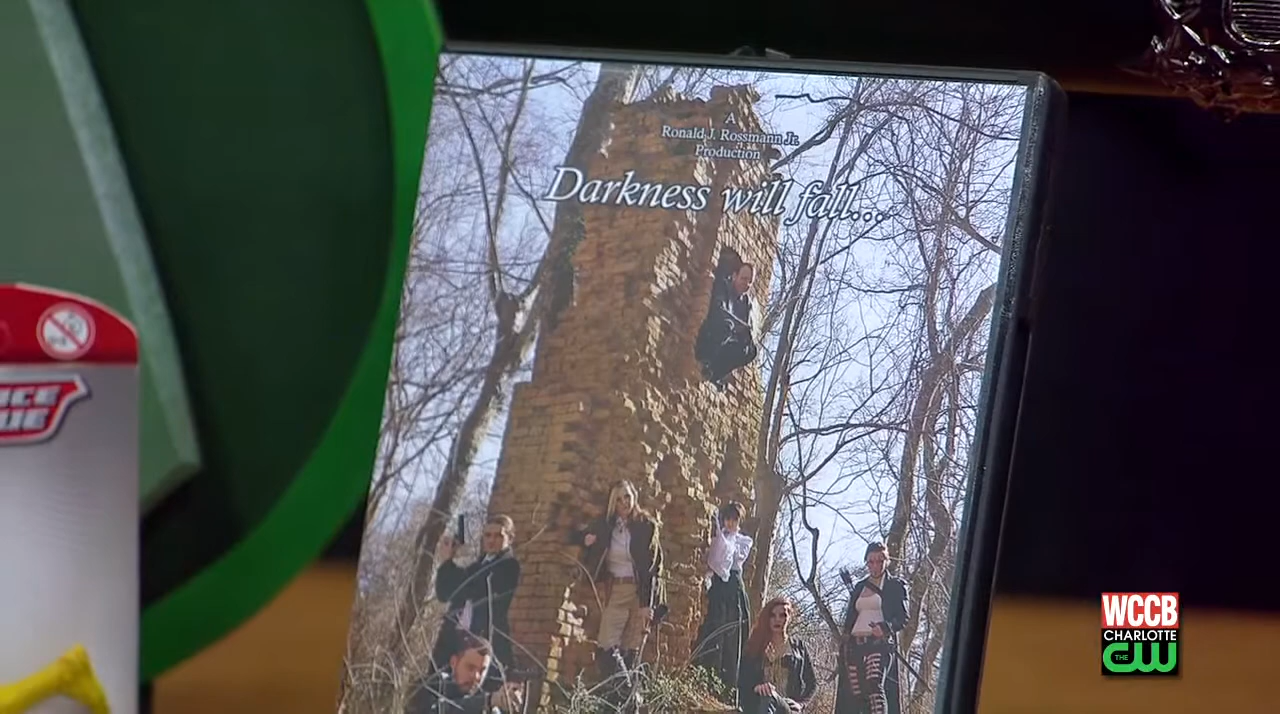 A
Ronald J. Rossmann Jr.
Production
Darkness will fall...
WCCB
CHARLOTTE
THE
CW